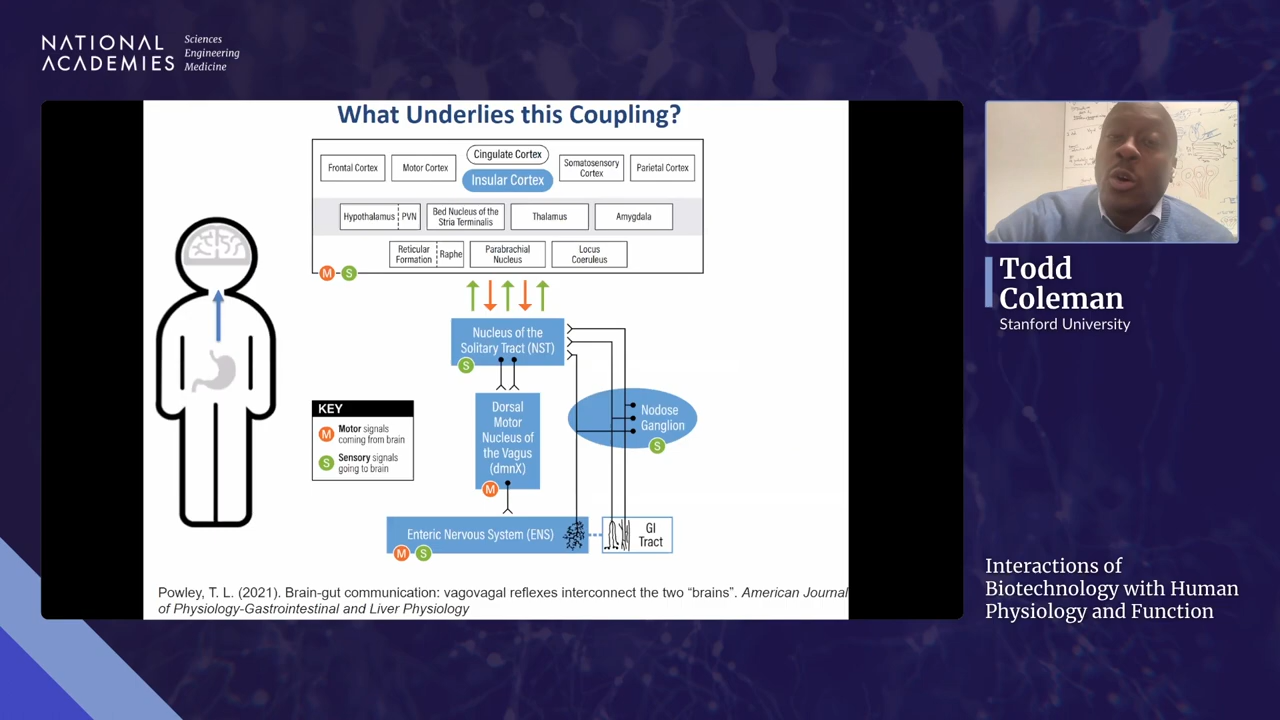 NATIONAL
ACADEMIES
Sciences
Engineering
Medicine
What Underlies this Coupling?
Frontal Cortex
Motor Cortex
Cingulate Cortex
Insular Cortex
Somatosensory
Cortex
Parietal Cortex
Hypothalamus
PVN
Bed Nucleus of the
Stria Terminalis
Thalamus
Amygdala
Reticular
Formation
Raphe
Parabrachial
Nucleus
Locus
Coeruleus
M
S
Nucleus of the
Solitary Tract (NST)
S
Dorsal
Motor
Nucleus of
the Vagus
(dmnX)
M
Nodose
Ganglion
S
KEY
M
Motor signals
coming from brain
S
Sensory signals
going to brain
Enteric Nervous System (ENS)
M
S
GI
Tract
Powley, T. L. (2021). Brain-gut communication: vagovagal reflexes interconnect the two “brains”. American Journal
of Physiology-Gastrointestinal and Liver Physiology
Todd
Coleman
Stanford University
Interactions of
Biotechnology with Human
Physiology and Function